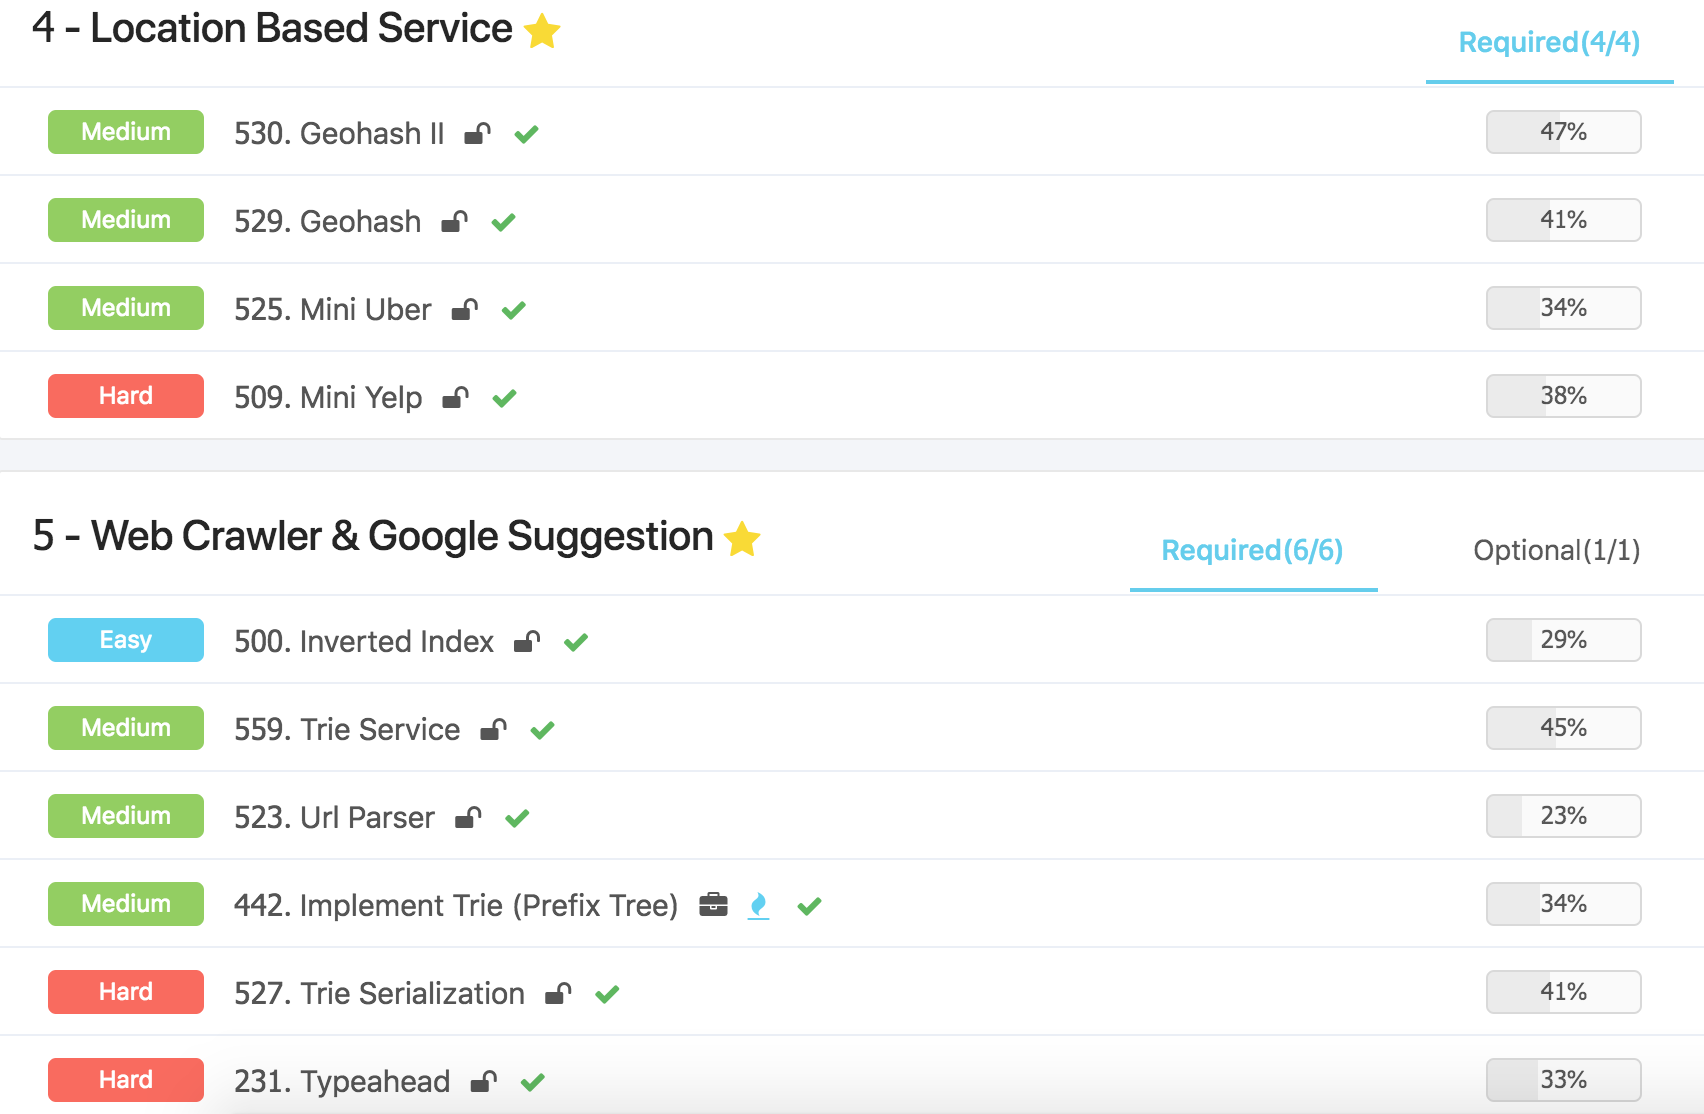 4 - Location Based Service
Required(4/4)
Medium 530. Geohash II 47%
Medium 529. Geohash 41%
Medium 525. Mini Uber 34%
Hard 509. Mini Yelp 38%
5 - Web Crawler & Google Suggestion
Required(6/6) Optional(1/1)
Easy 500. Inverted Index 29%
Medium 559. Trie Service 45%
Medium 523. Url Parser 23%
Medium 442. Implement Trie (Prefix Tree) 34%
Hard 527. Trie Serialization 41%
Hard 231. Typeahead 33%